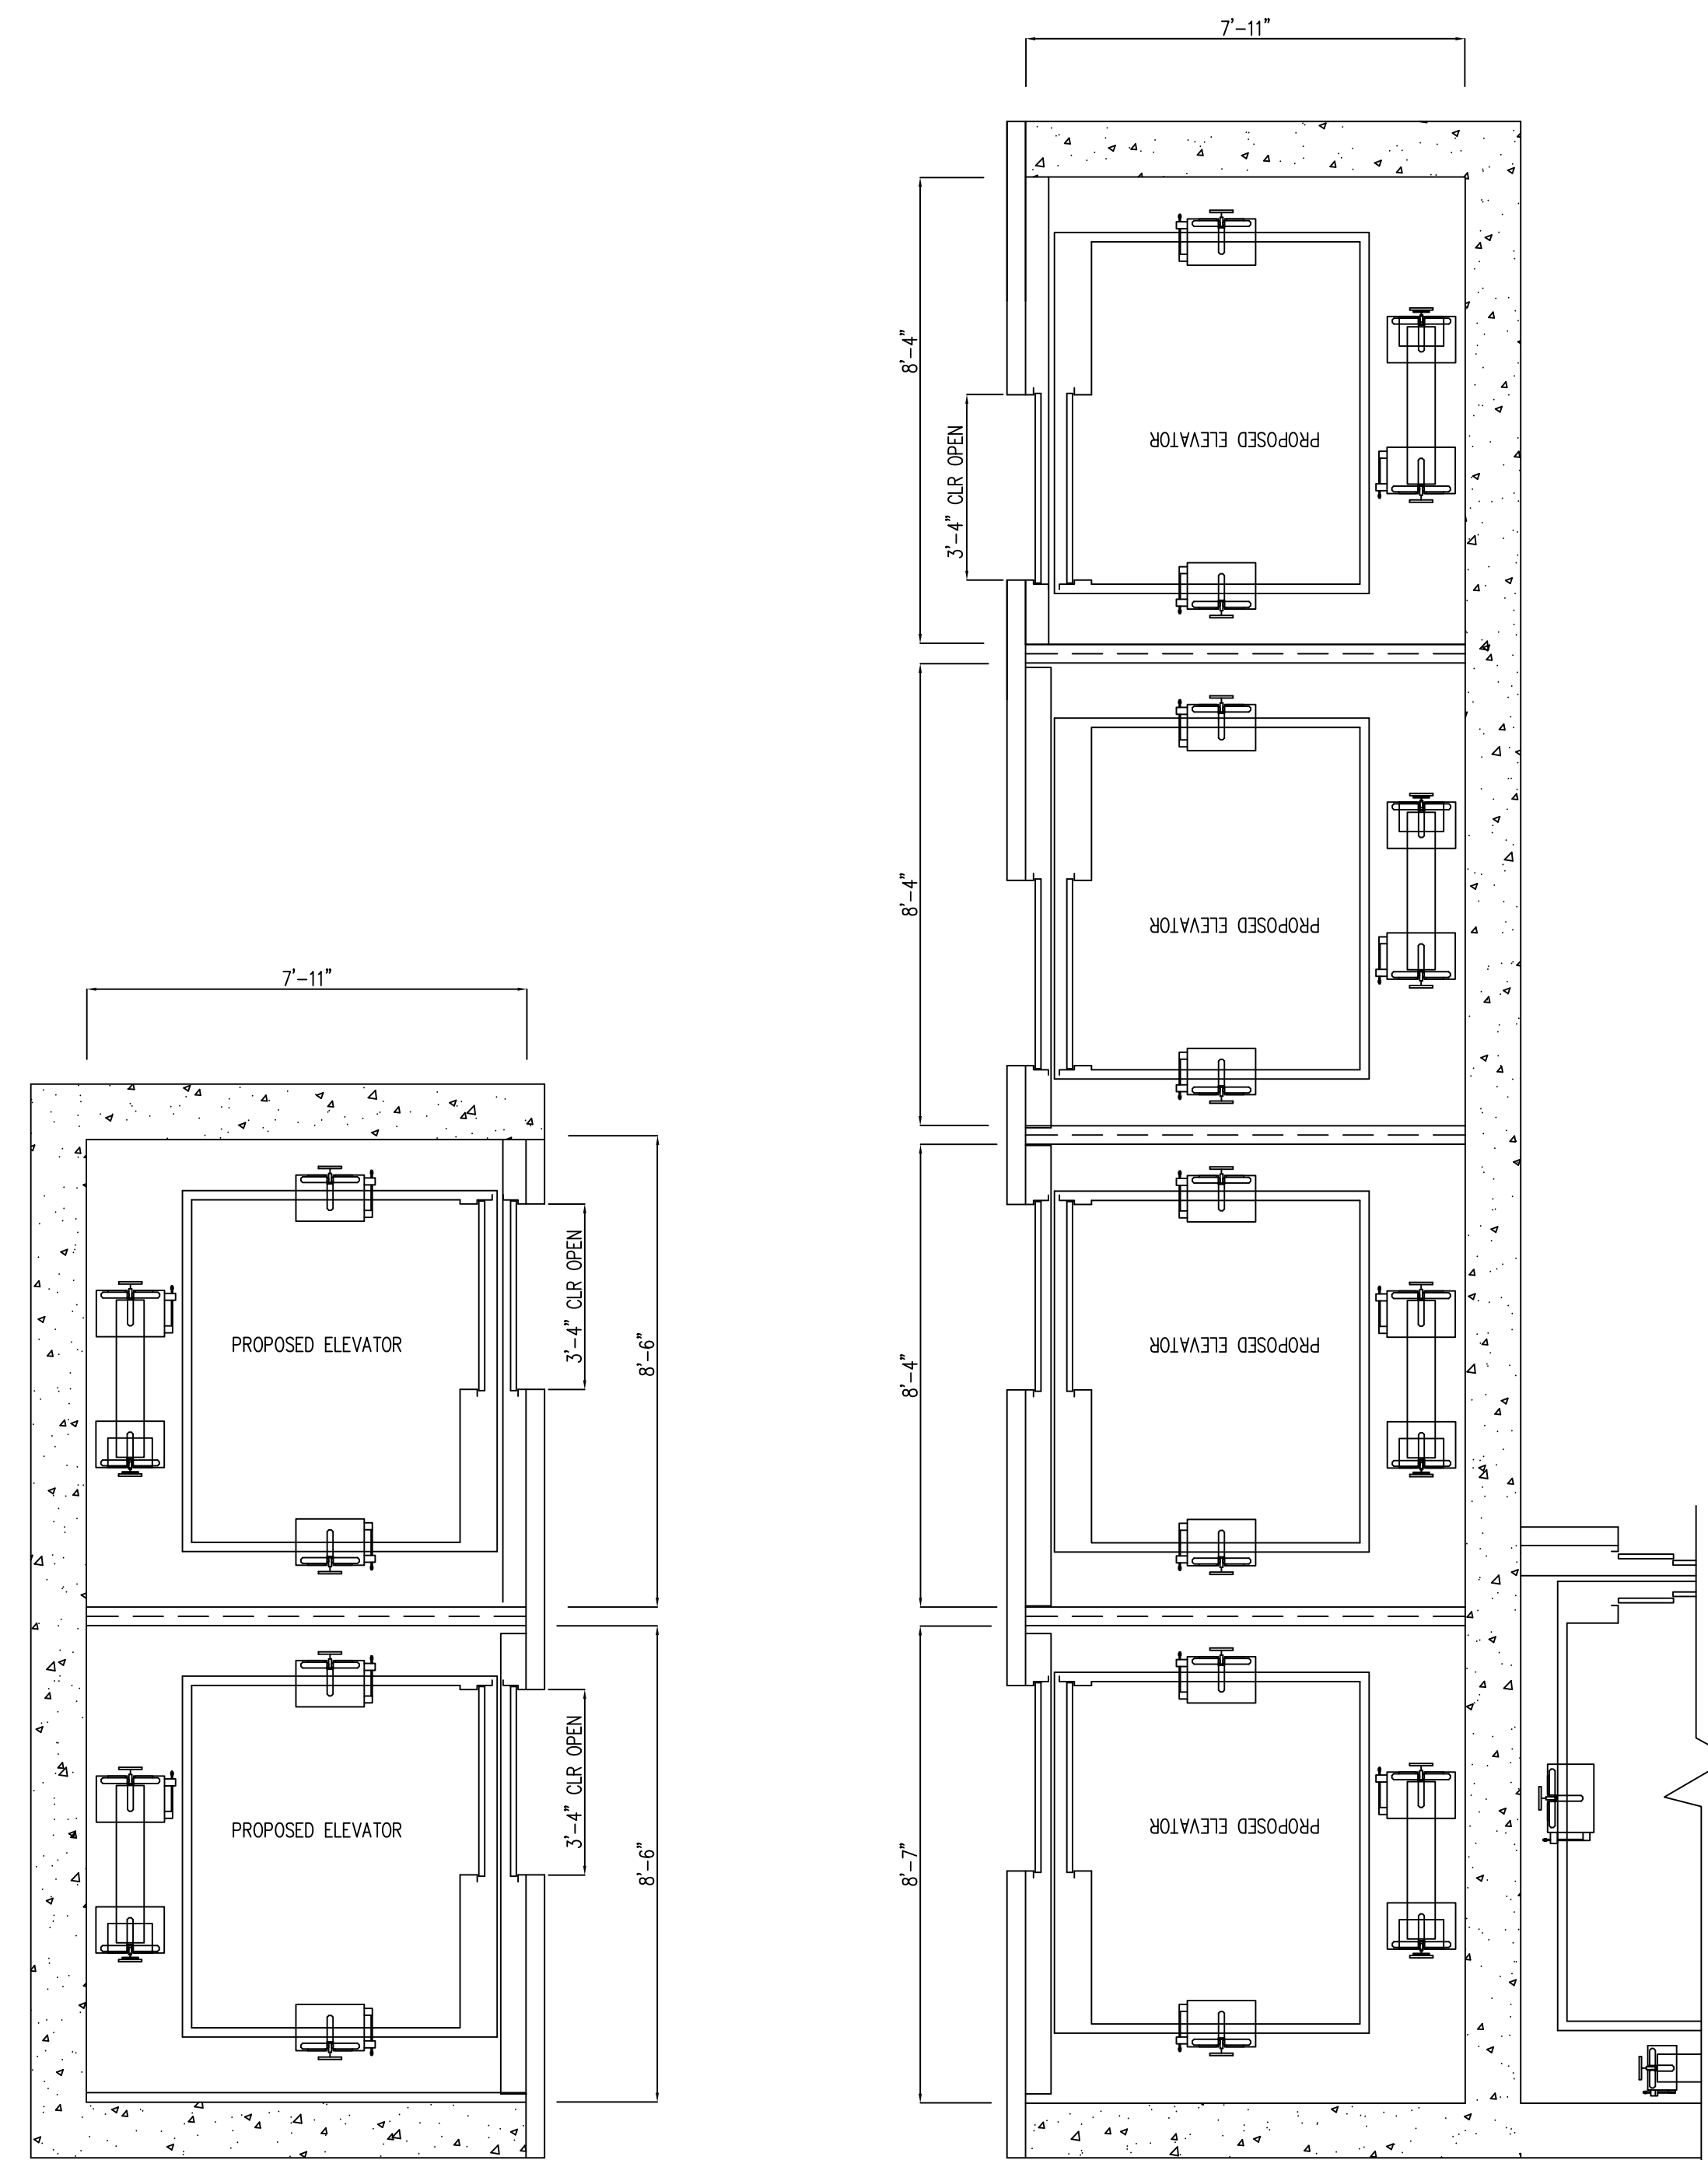 7'-11"
8'-4"
3'-4" CLR OPEN
PROPOSED ELEVATOR
8'-4"
PROPOSED ELEVATOR
7'-11"
PROPOSED ELEVATOR
3'-4" CLR OPEN
8'-6"
8'-4"
PROPOSED ELEVATOR
PROPOSED ELEVATOR
3'-4" CLR OPEN
8'-6"
8'-7"
PROPOSED ELEVATOR